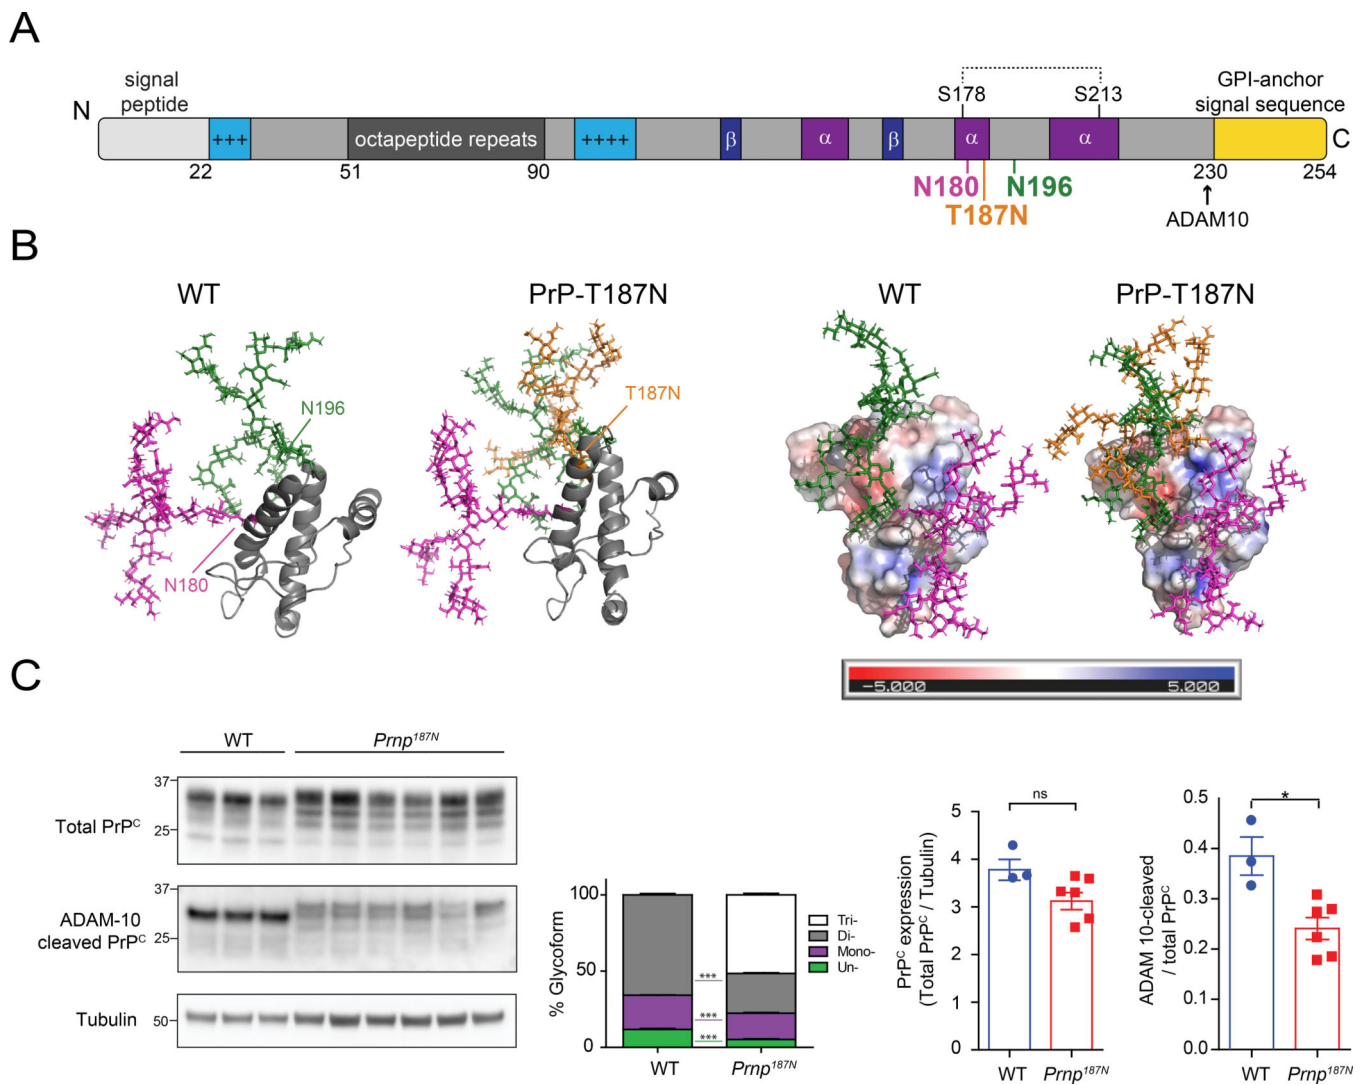 A
signal
peptide
GPI-anchor
signal sequence
S178
S213
N
+++
octapeptide repeats
++++
β
α
β
α
α
C
22
51
90
230
254
N180
N196
T187N
ADAM10
B
WT
PrP-T187N
WT
PrP-T187N
N196
T187N
N180
-5.000
5.000
C
WT
Prnp187N
37
Total PrPC
25
37
ADAM-10
cleaved PrPC
25
Tubulin
50
% Glycoform
100
50
0
***
***
***
WT
Prnp187N
Tri-
Di-
Mono-
Un-
PrPC expression
(Total PrPC / Tubulin)
5
4
3
2
1
0
ns
WT
Prnp187N
ADAM 10-cleaved
/ total PrPC
0.5
0.4
0.3
0.2
0.1
0.0
*
WT
Prnp187N